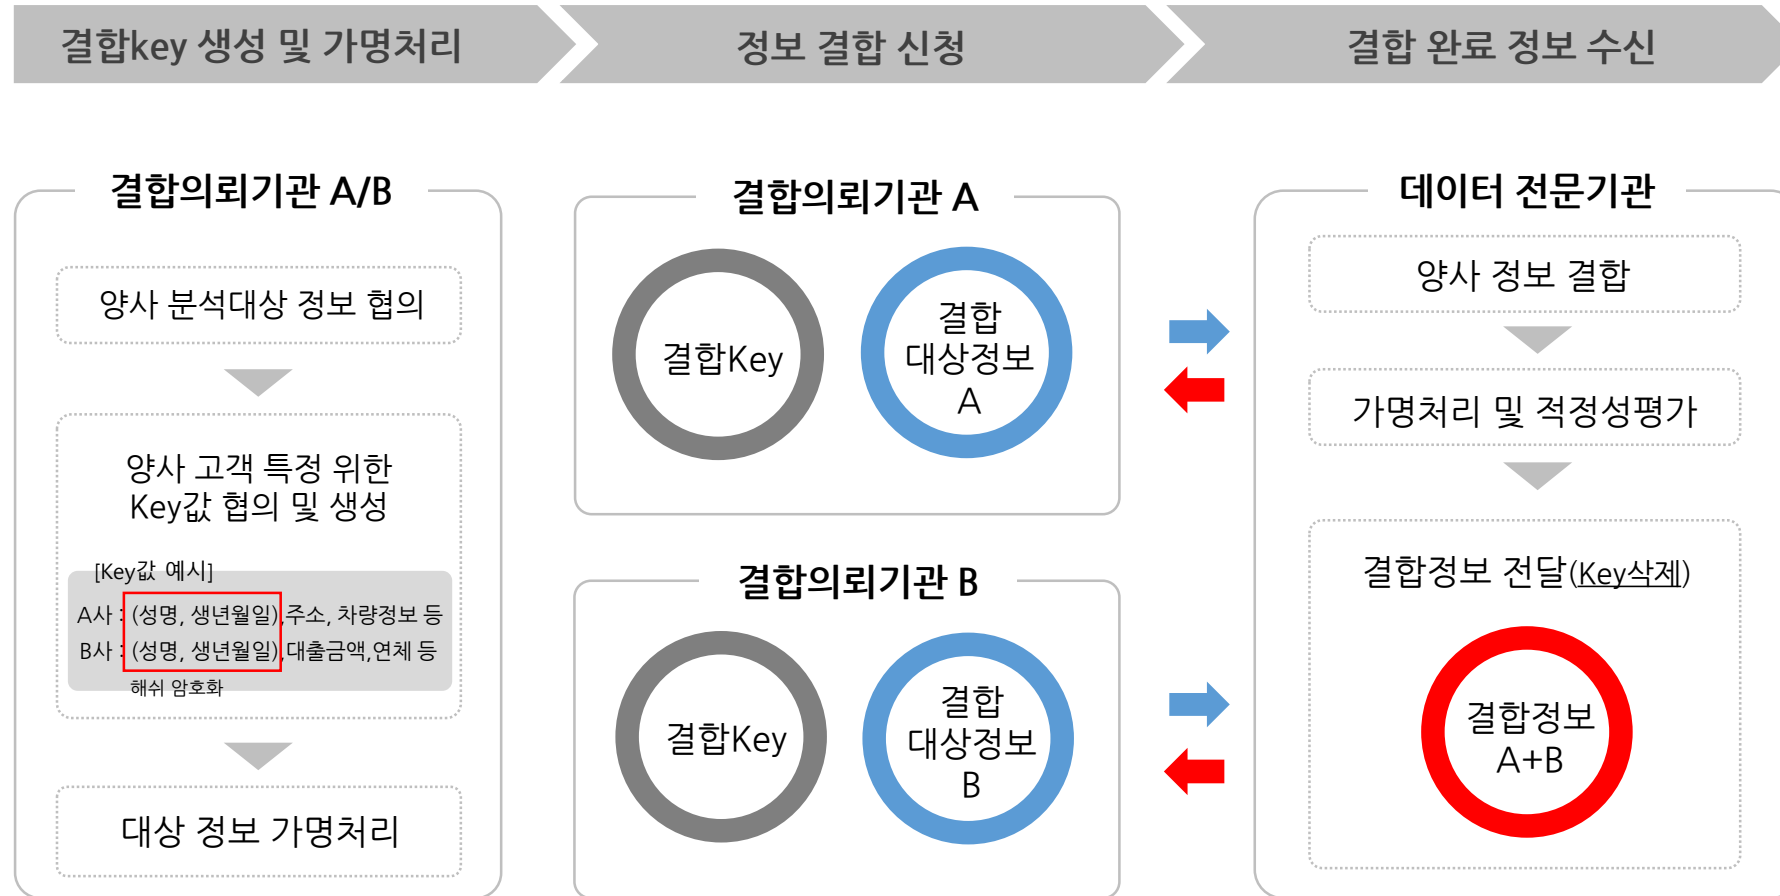 결합key 생성 및 가명처리
정보 결합 신청
결합 완료 정보 수신
결합의뢰기관 A/B
양사 분석대상 정보 협의
양사 고객 특정 위한
Key값 협의 및 생성
[Key값 예시]
A사 : (성명, 생년월일),주소, 차량정보 등
B사 : (성명, 생년월일),대출금액,연체 등
해쉬 암호화
대상 정보 가명처리
결합의뢰기관 A
결합Key
결합
대상정보
A
결합의뢰기관 B
결합Key
결합
대상정보
B
데이터 전문기관
양사 정보 결합
가명처리 및 적정성평가
결합정보 전달(Key삭제)
결합정보
A+B